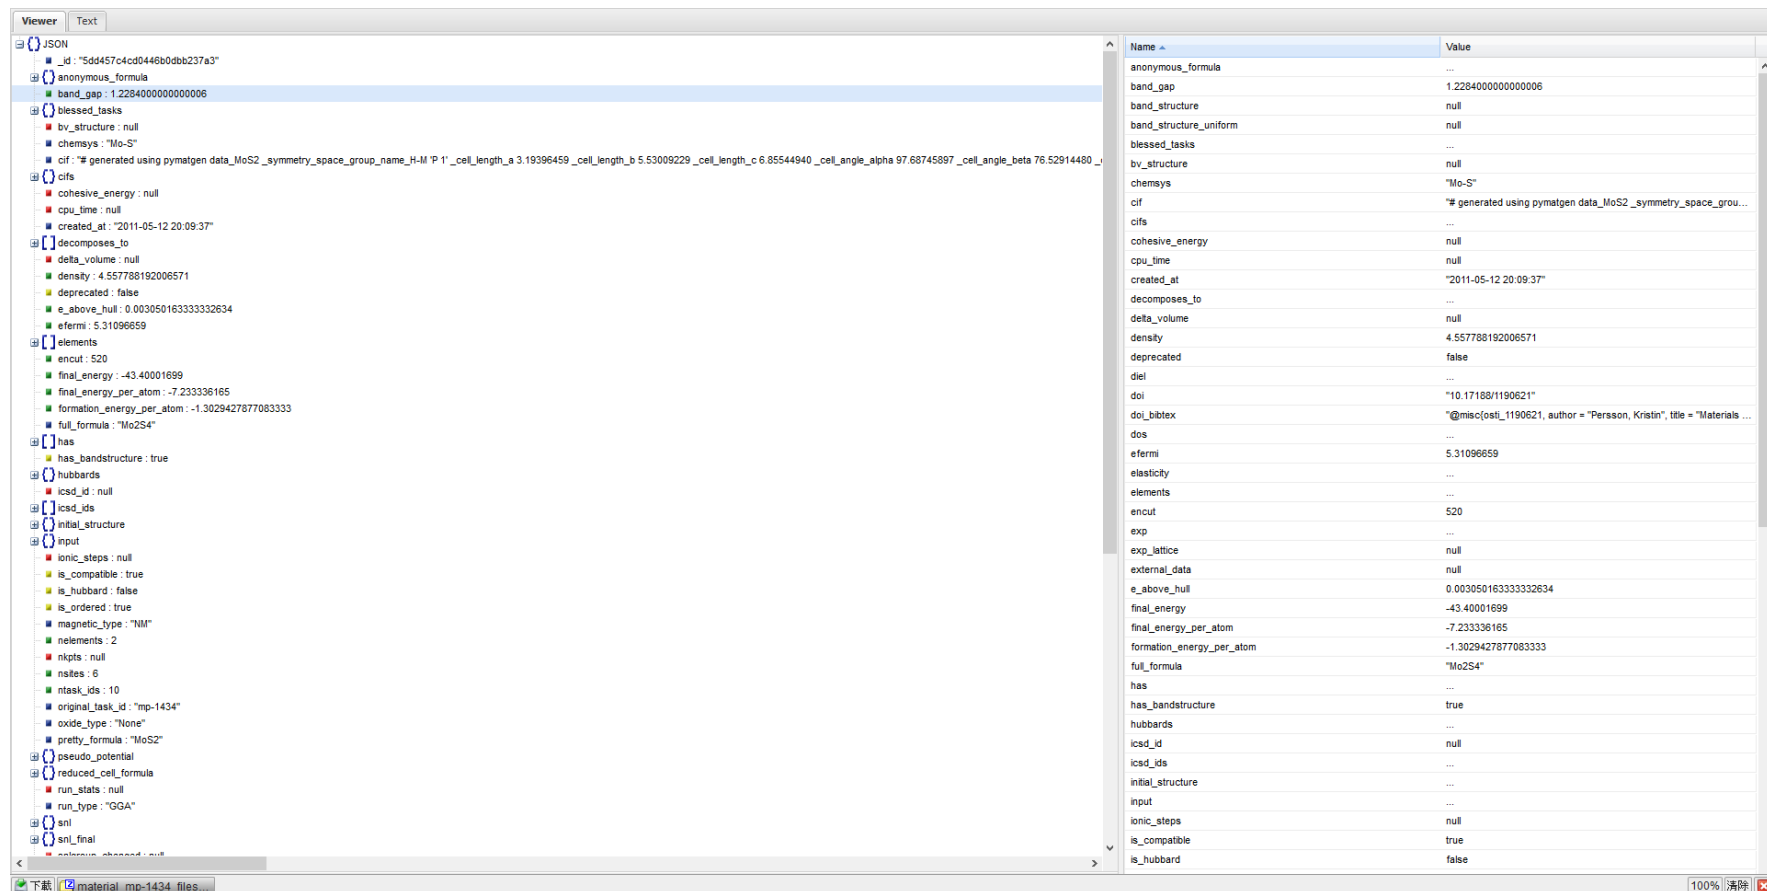 Viewer Text
JSON
_id : "5dd457c4cd0446b0dbb237a3"
anonymous_formula
band_gap : 1.2284000000000006
blessed_tasks
bv_structure : null
chemsys : "Mo-S"
cif : "# generated using pymatgen data_MoS2 _symmetry_space_group_name_H-M 'P 1' _cell_length_a 3.19396459 _cell_length_b 5.53009229 _cell_length_c 6.85544940 _cell_angle_alpha 97.68745897 _cell_angle_beta 76.52914480
cifs
cohesive_energy : null
cpu_time : null
created_at : "2011-05-12 20:09:37"
decomposes_to
delta_volume : null
density : 4.557788192006571
deprecated : false
e_above_hull : 0.003050163333332634
efermi : 5.31096659
elements
encut : 520
final_energy : -43.40001699
final_energy_per_atom : -7.233336165
formation_energy_per_atom : -1.3029427877083333
full_formula : "Mo2S4"
has
has_bandstructure : true
hubbards
icsd_id : null
icsd_ids
initial_structure
input
ionic_steps : null
is_compatible : true
is_hubbard : false
is_ordered : true
magnetic_type : "NM"
nelements : 2
nkpts : null
nsites : 6
ntask_ids : 10
original_task_id : "mp-1434"
oxide_type : "None"
pretty_formula : "MoS2"
pseudo_potential
reduced_cell_formula
run_stats : null
run_type : "GGA"
snl
snl_final
Name Value
anonymous_formula ...
band_gap 1.2284000000000006
band_structure null
band_structure_uniform null
blessed_tasks ...
bv_structure null
chemsys "Mo-S"
cif "# generated using pymatgen data_MoS2 _symmetry_space_grou...
cifs ...
cohesive_energy null
cpu_time null
created_at "2011-05-12 20:09:37"
decomposes_to ...
delta_volume null
density 4.557788192006571
deprecated false
diel ...
doi "10.17188/1190621"
doi_bibtex "@misc{osti_1190621, author = "Persson, Kristin", title = "Materials ...
dos ...
efermi 5.31096659
elasticity ...
elements ...
encut 520
exp ...
exp_lattice null
external_data null
e_above_hull 0.003050163333332634
final_energy -43.40001699
final_energy_per_atom -7.233336165
formation_energy_per_atom -1.3029427877083333
full_formula "Mo2S4"
has ...
has_bandstructure true
hubbards ...
icsd_id null
icsd_ids ...
initial_structure ...
input ...
ionic_steps null
is_compatible true
is_hubbard false
下載 material_mp-1434_files... 100% 清除